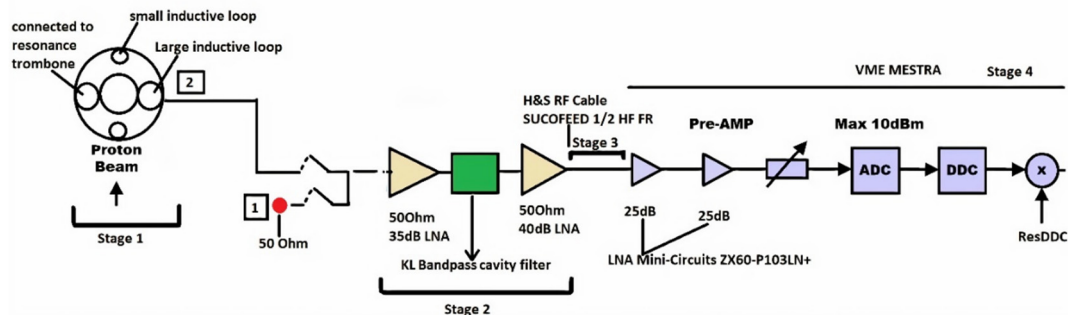 small inductive loop
connected to
resonance
trombone
Large inductive loop
2
Proton
Beam
Stage 1
1
50 Ohm
50Ohm
35dB LNA
KL Bandpass cavity filter
50Ohm
40dB LNA
Stage 2
H&S RF Cable
SUCOFEED 1/2 HF FR
Stage 3
VME MESTRA
Stage 4
Pre-AMP
Max 10dBm
25dB
25dB
LNA Mini-Circuits ZX60-P103LN+
ADC
DDC
X
ResDDC